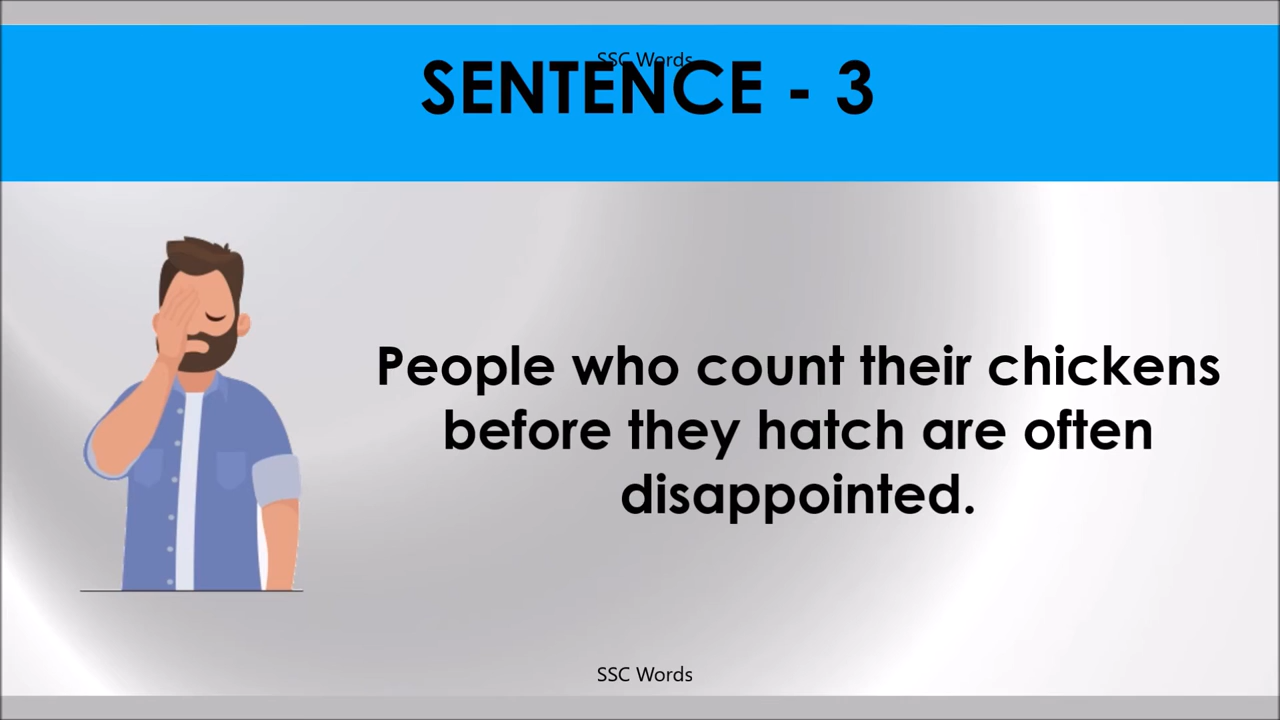 SSC Words
SENTENCE - 3
People who count their chickens
before they hatch are often
disappointed.
SSC Words